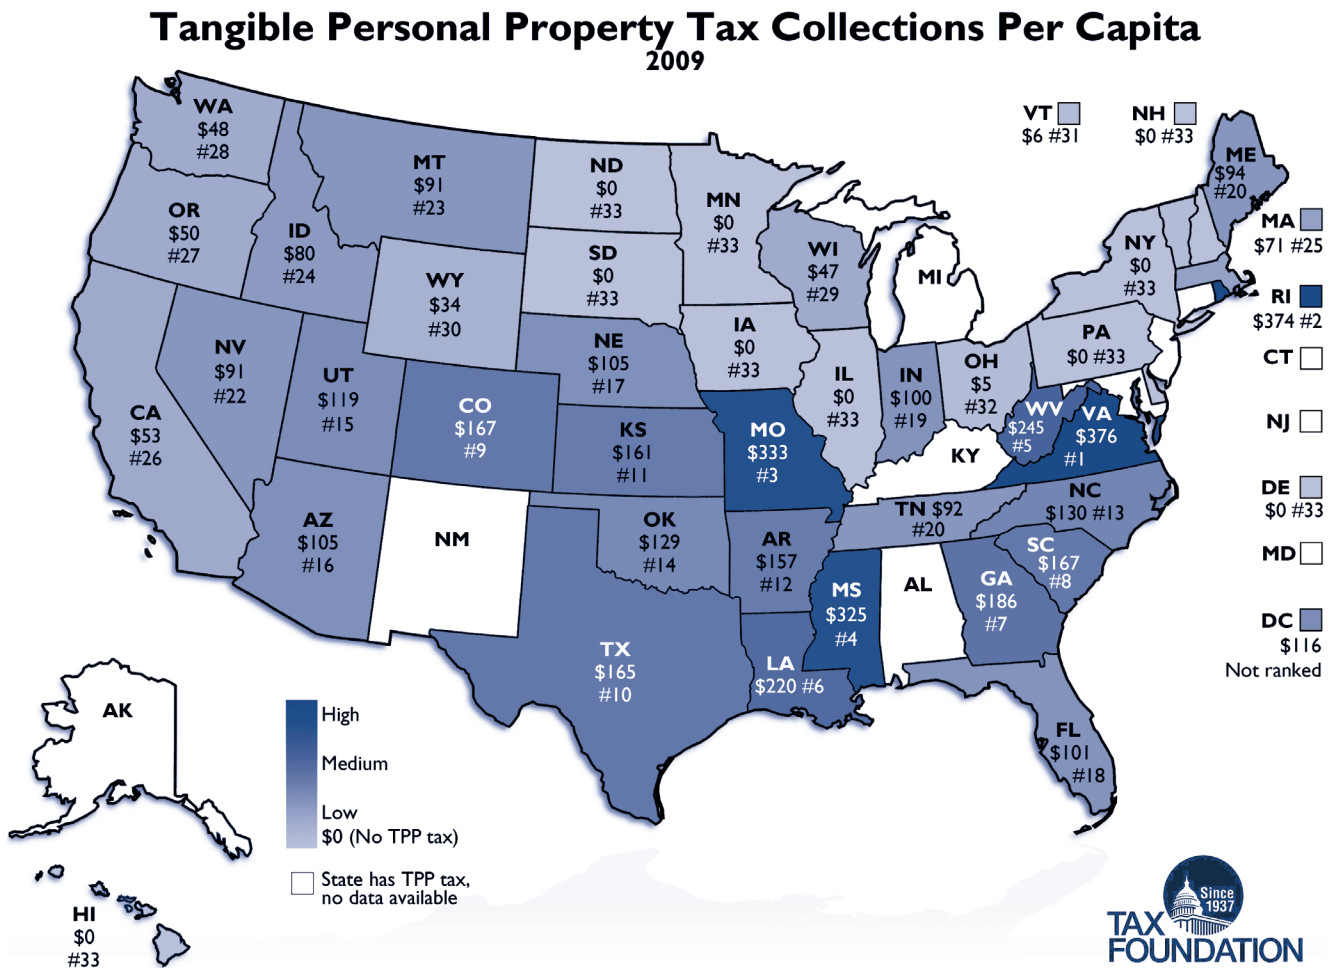 Tangible Personal Property Tax Collections Per Capita
2009
WA
$48
#28
OR
$50
#27
CA
$53
#26
ID
$80
#24
NV
$91
#22
MT
$91
#23
WY
$34
#30
UT
$119
#15
AZ
$105
#16
CO
$167
#9
NM
ND
$0
#33
SD
$0
#33
NE
$105
#17
KS
$161
#11
OK
$129
#14
TX
$165
#10
MN
$0
#33
IA
$0
#33
MO
$333
#3
AR
$157
#12
LA
$220 #6
WI
$47
#29
IL
$0
#33
MS
$325
#4
MI
IN
$100
#19
OH
$5
#32
KY
TN $92
#20
AL
GA
$186
#7
FL
$101
#18
SC
$167
#8
NC
$130 #13
WV
$245
#5
VA
$376
#1
PA
$0 #33
NY
$0
#33
VT
$6 #31
NH
$0 #33
ME
$94
#20
MA
$71 #25
RI
$374 #2
CT
NJ
DE
$0 #33
MD
DC
$116
Not ranked
AK
HI
$0
#33
High
Medium
Low
$0 (No TPP tax)
State has TPP tax,
no data available
Since
1937
TAX
FOUNDATION